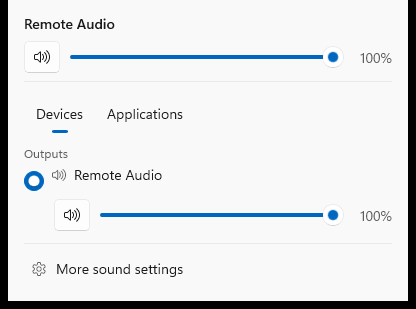 Remote Audio
100%
Devices Applications
Outputs
Remote Audio
100%
More sound settings